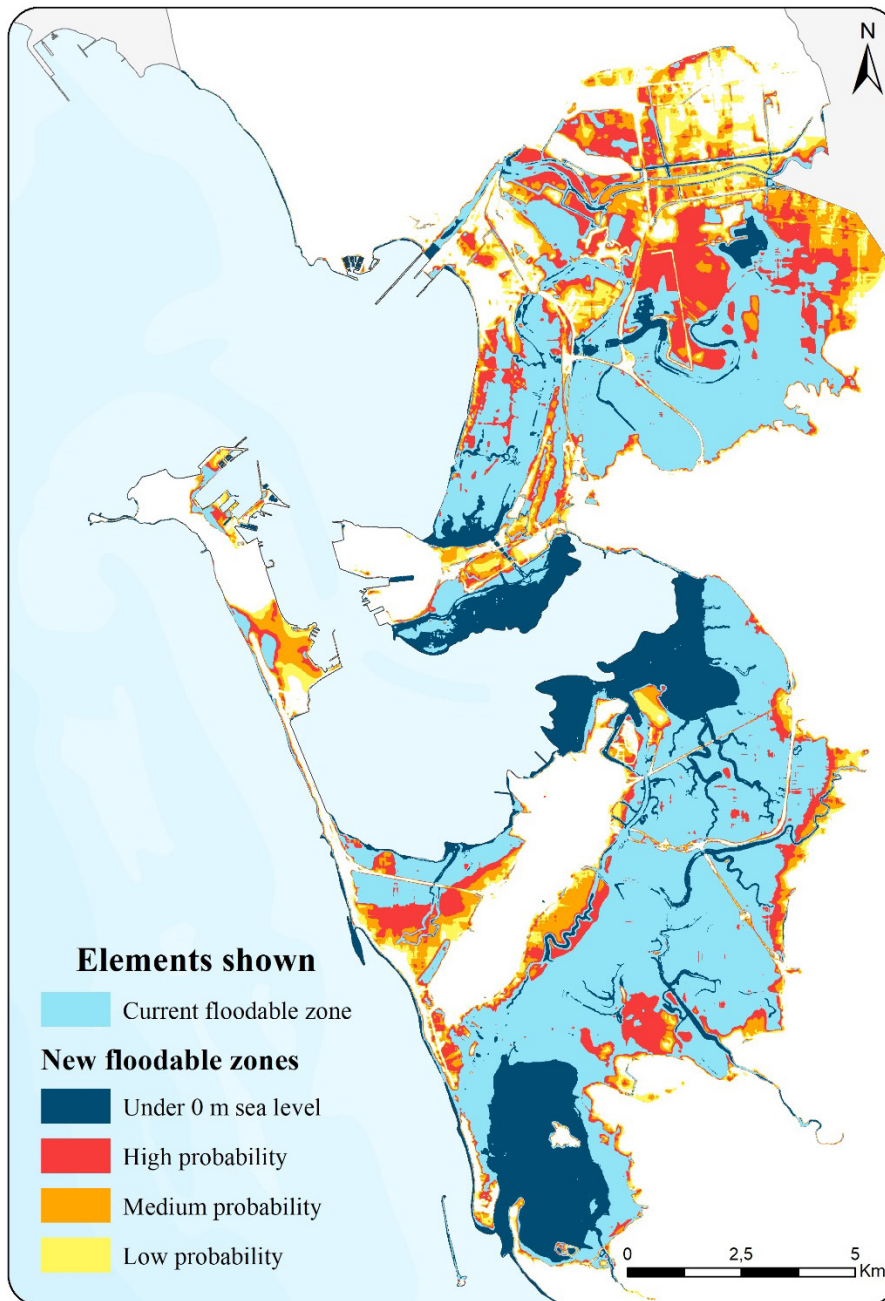 N
Elements shown
Current floodable zone
New floodable zones
Under 0 m sea level
High probability
Medium probability
Low probability
0 2,5 5
Km